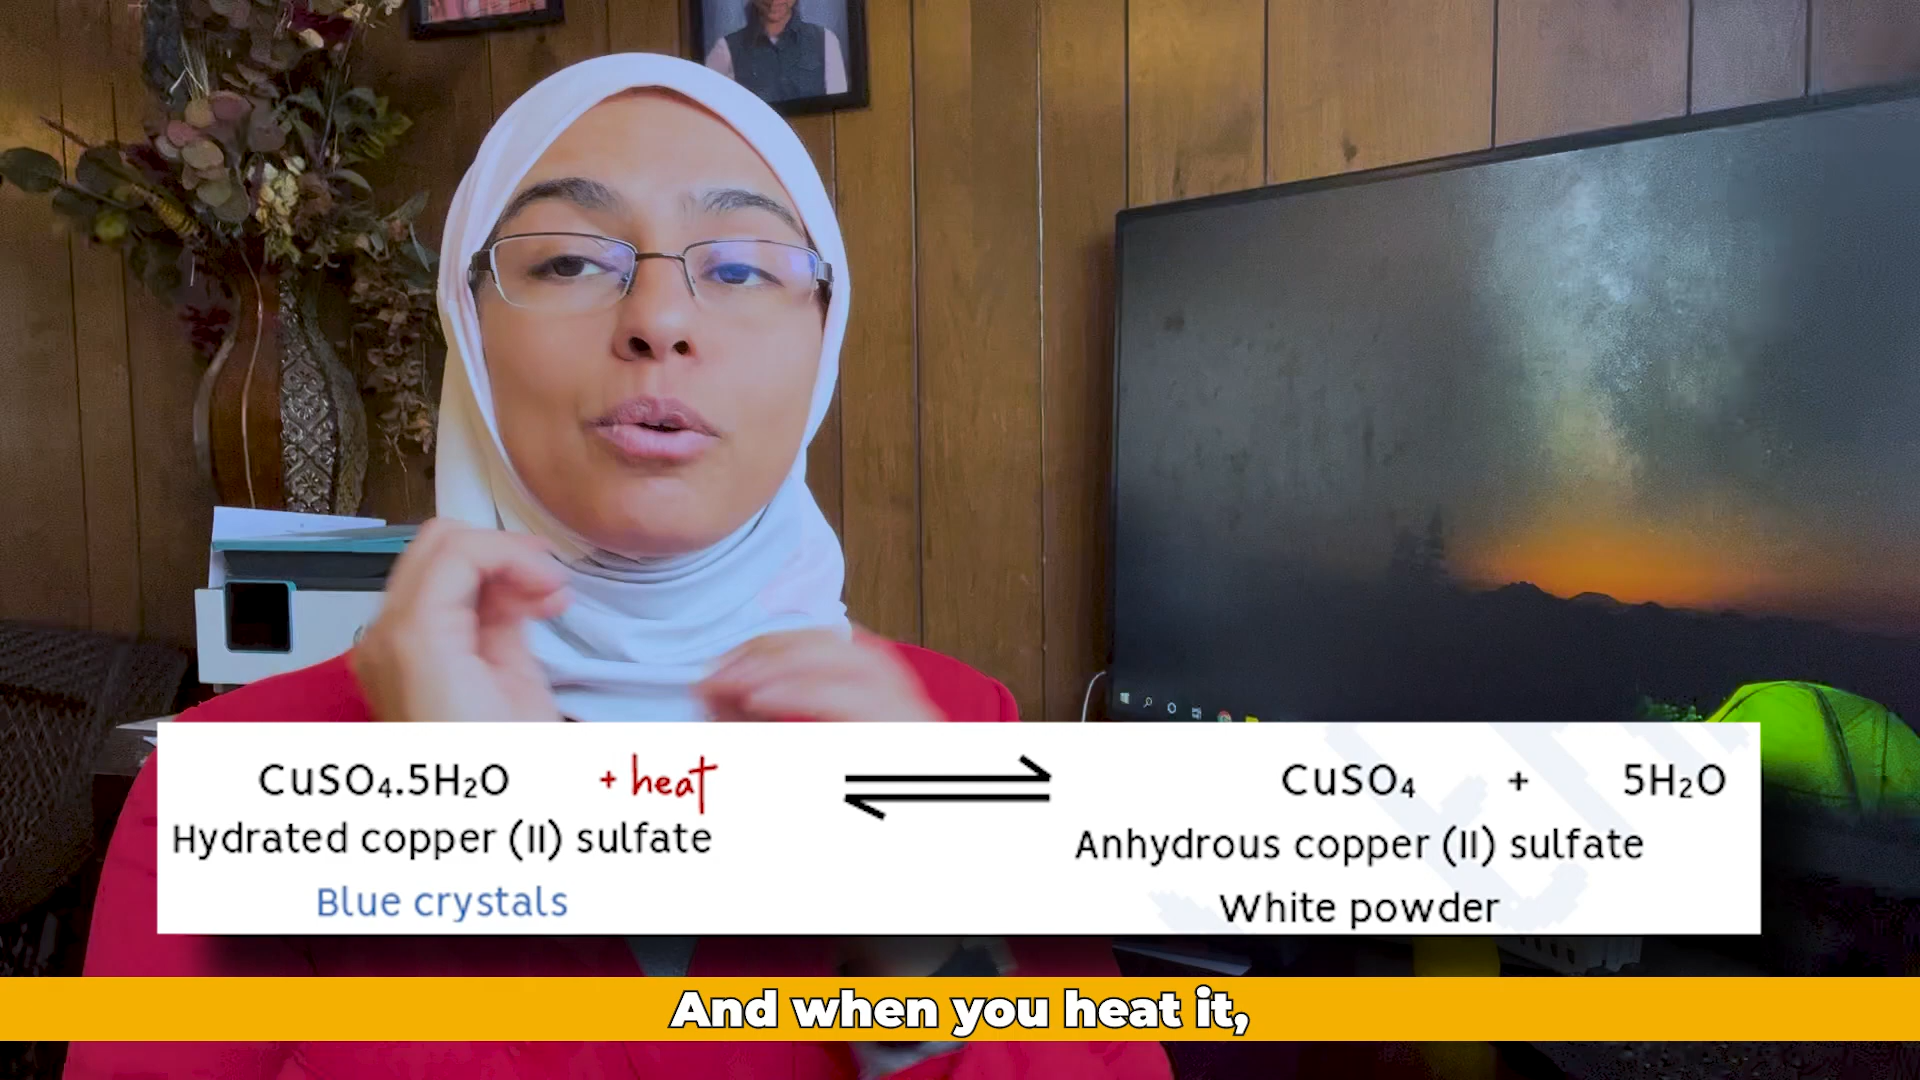 CuSO₄.5H₂O + heat ⇌ CuSO₄ + 5H₂O
Hydrated copper (II) sulfate Anhydrous copper (II) sulfate
Blue crystals White powder
And when you heat it,